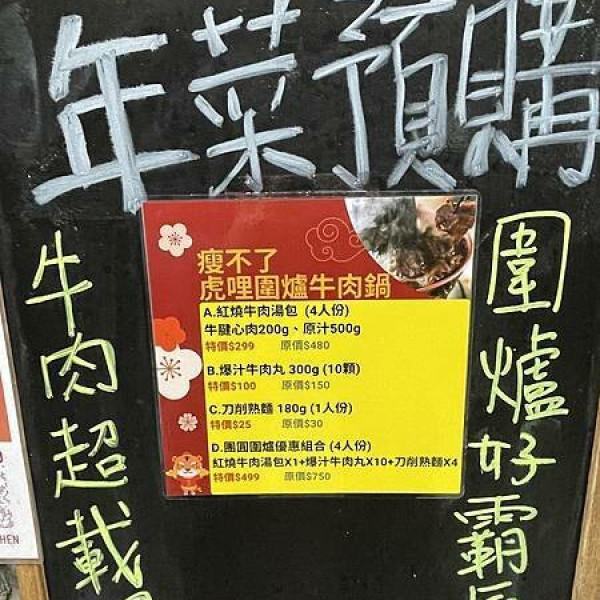 年菜預購
牛肉超載
瘦不了
虎哩圍爐牛肉鍋
A.紅燒牛肉湯包 (4人份)
牛腱心肉200g、原汁500g
特價$299 原價$480
B.爆汁牛肉丸 300g (10顆)
特價$100 原價$150
C.刀削熟麵 180g (1人份)
特價$25 原價$30
D.團圓圍爐優惠組合 (4人份)
紅燒牛肉湯包X1+爆汁牛肉丸X10+刀削熟麵X4
特價$499 原價$750
圍爐好霸
HEN